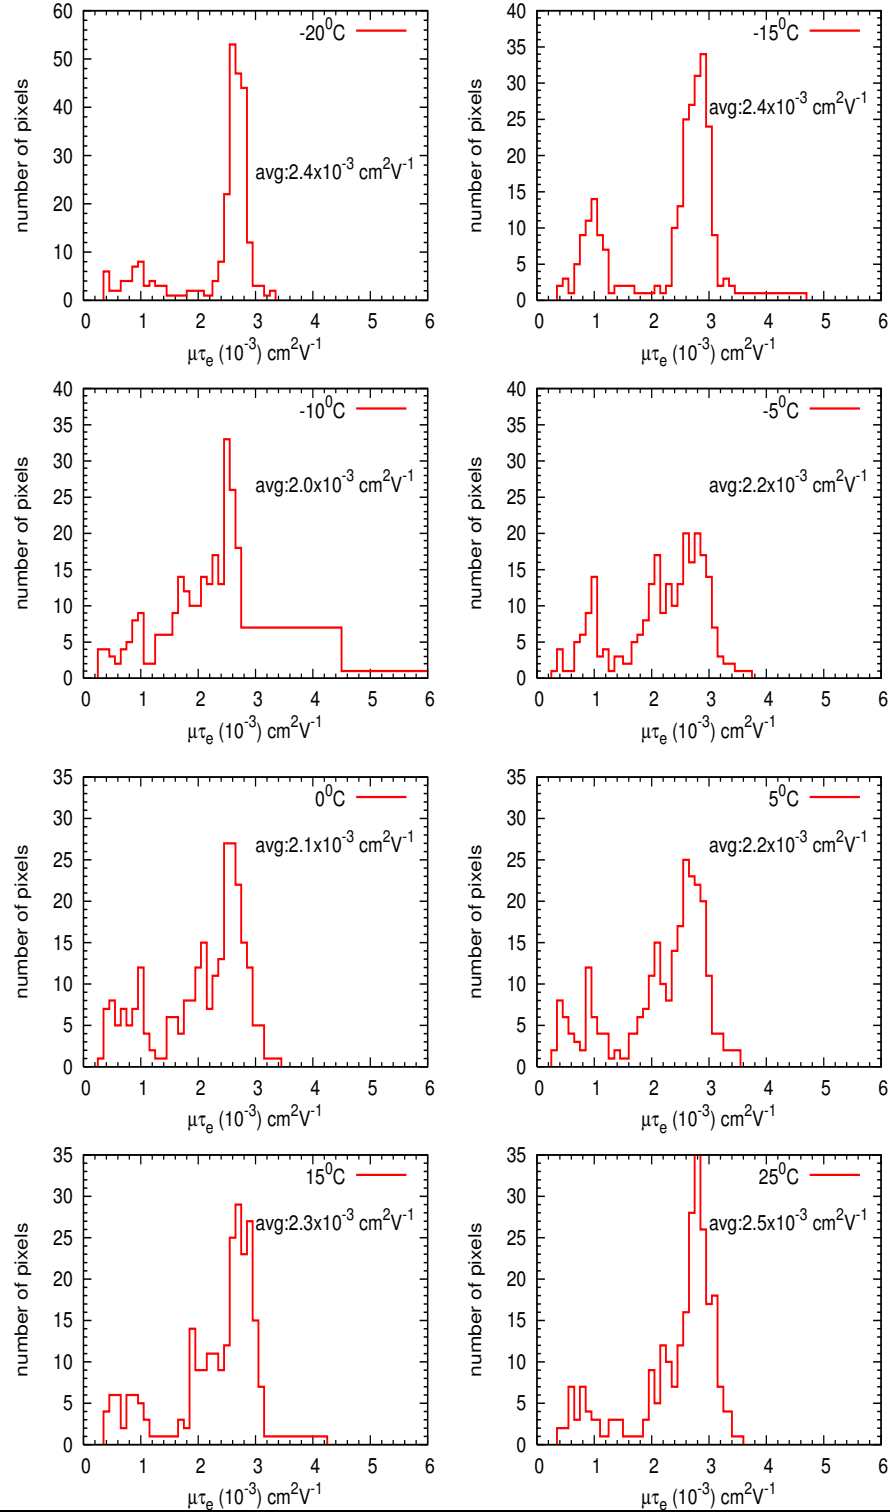 -20⁰C
avg:2.4x10⁻³ cm²V⁻¹
number of pixels
60
50
40
30
20
10
0
0 1 2 3 4 5 6
μτₑ (10⁻³) cm²V⁻¹
-15⁰C
avg:2.4x10⁻³ cm²V⁻¹
number of pixels
40
35
30
25
20
15
10
5
0
0 1 2 3 4 5 6
μτₑ (10⁻³) cm²V⁻¹
-10⁰C
avg:2.0x10⁻³ cm²V⁻¹
number of pixels
40
35
30
25
20
15
10
5
0
0 1 2 3 4 5 6
μτₑ (10⁻³) cm²V⁻¹
-5⁰C
avg:2.2x10⁻³ cm²V⁻¹
number of pixels
40
35
30
25
20
15
10
5
0
0 1 2 3 4 5 6
μτₑ (10⁻³) cm²V⁻¹
0⁰C
avg:2.1x10⁻³ cm²V⁻¹
number of pixels
35
30
25
20
15
10
5
0
0 1 2 3 4 5 6
μτₑ (10⁻³) cm²V⁻¹
5⁰C
avg:2.2x10⁻³ cm²V⁻¹
number of pixels
35
30
25
20
15
10
5
0
0 1 2 3 4 5 6
μτₑ (10⁻³) cm²V⁻¹
15⁰C
avg:2.3x10⁻³ cm²V⁻¹
number of pixels
35
30
25
20
15
10
5
0
0 1 2 3 4 5 6
μτₑ (10⁻³) cm²V⁻¹
25⁰C
avg:2.5x10⁻³ cm²V⁻¹
number of pixels
35
30
25
20
15
10
5
0
0 1 2 3 4 5 6
μτₑ (10⁻³) cm²V⁻¹